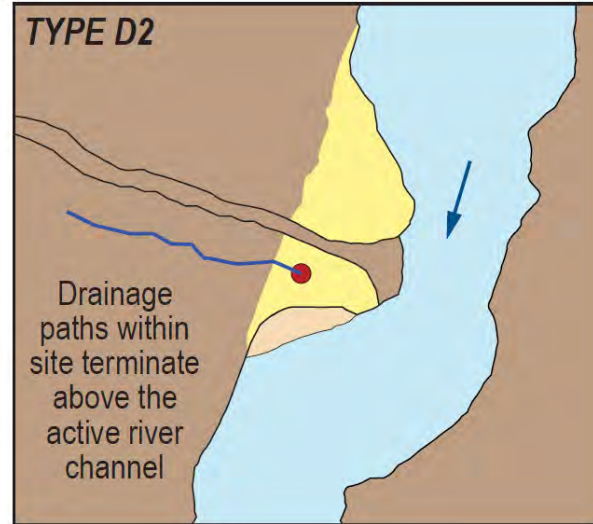 TYPE D2
Drainage
paths within
site terminate
above the
active river
channel